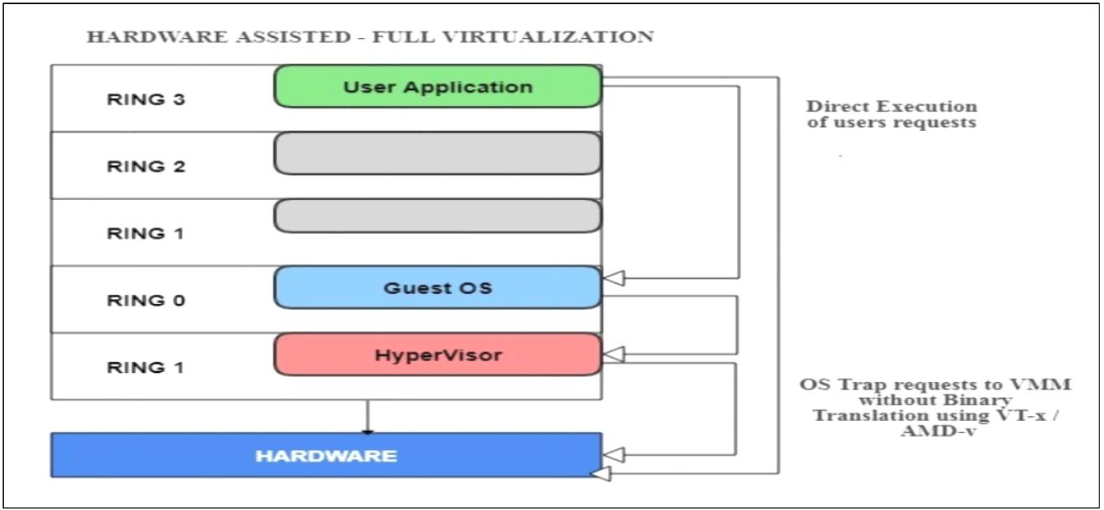 HARDWARE ASSISTED - FULL VIRTUALIZATION
RING 3
User Application
Direct Execution
of users requests
RING 2
RING 1
RING 0
Guest OS
RING 1
HyperVisor
OS Trap requests to VMM
without Binary
Translation using VT-x /
AMD-v
HARDWARE